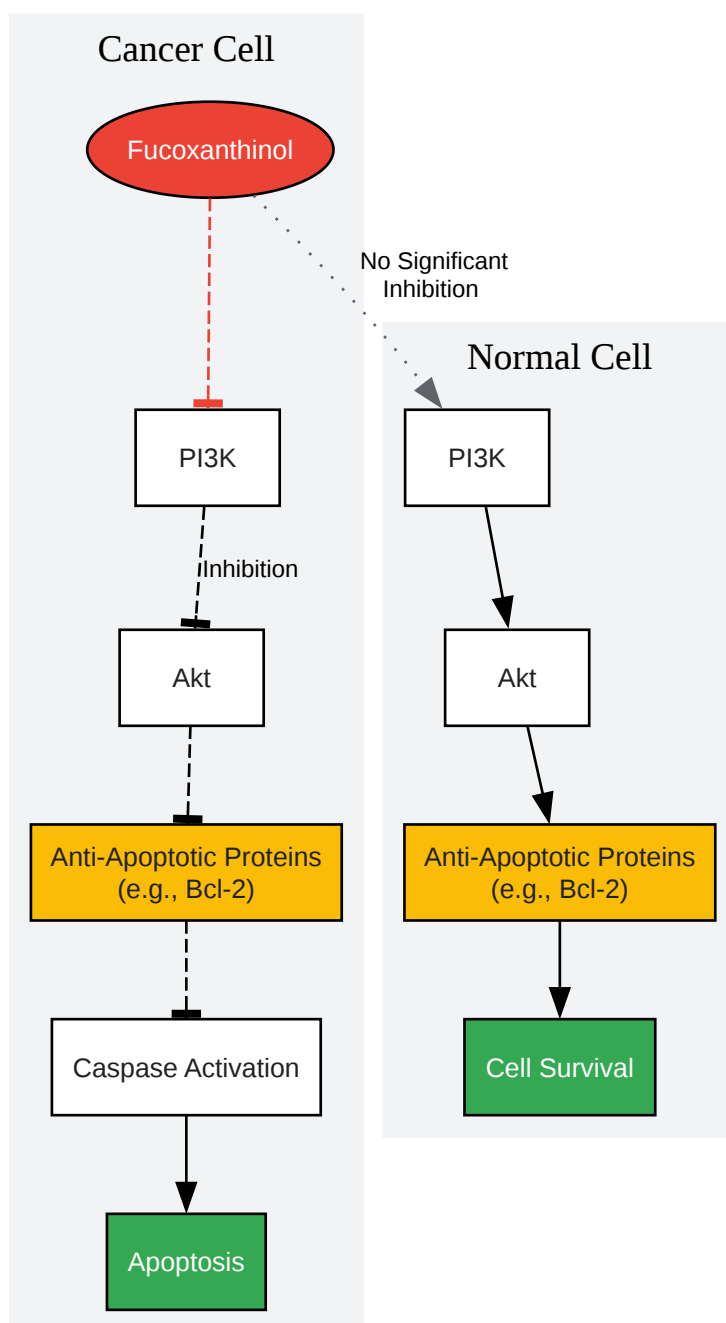 Cancer Cell
Fucoxanthinol
No Significant
Inhibition
Normal Cell
PI3K
PI3K
Inhibition
Akt
Akt
Anti-Apoptotic Proteins
(e.g., Bcl-2)
Anti-Apoptotic Proteins
(e.g., Bcl-2)
Caspase Activation
Cell Survival
Apoptosis